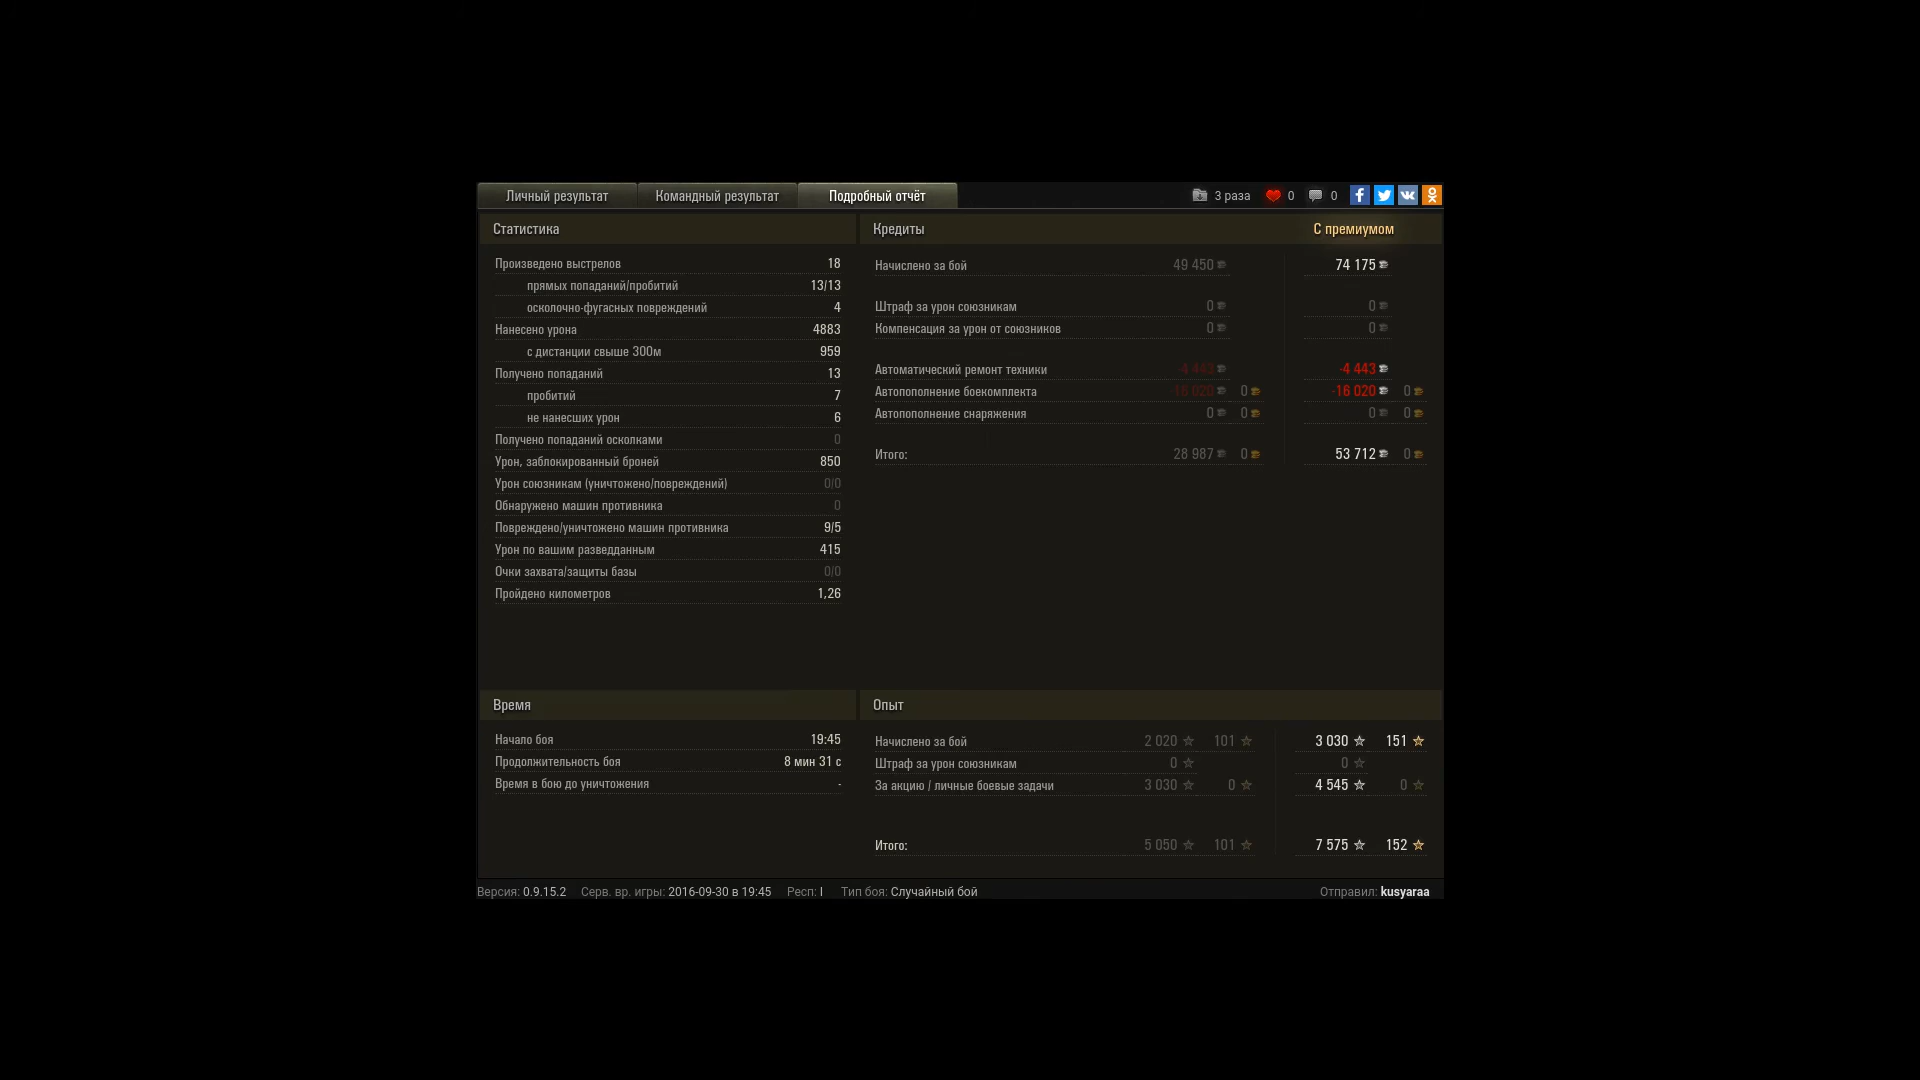 Личный результат Командный результат Подробный отчёт 3 раза 0 0
Статистика
Произведено выстрелов 18
прямых попаданий/пробитий 13/13
осколочно-фугасных повреждений 4
Нанесено урона 4883
с дистанции свыше 300м 959
Получено попаданий 13
пробитий 7
не нанесших урон 6
Получено попаданий осколками 0
Урон, заблокированный броней 850
Урон союзникам (уничтожено/повреждений) 0/0
Обнаружено машин противника 0
Повреждено/уничтожено машин противника 9/5
Урон по вашим разведданным 415
Очки захвата/защиты базы 0/0
Пройдено километров 1,26
Кредиты С премиумом
Начислено за бой 49 450 74 175
Штраф за урон союзникам 0 0
Компенсация за урон от союзников 0 0
Автоматический ремонт техники -4 443 -4 443
Автопополнение боекомплекта -16 020 0 -16 020 0
Автопополнение снаряжения 0 0 0 0
Итого: 28 987 0 53 712 0
Время
Начало боя 19:45
Продолжительность боя 8 мин 31 с
Время в бою до уничтожения -
Опыт
Начислено за бой 2 020 101 3 030 151
Штраф за урон союзникам 0 0
За акцию / личные боевые задачи 3 030 0 4 545 0
Итого: 5 050 101 7 575 152
Версия: 0.9.15.2 Серв. вр. игры: 2016-09-30 в 19:45 Респ: I Тип боя: Случайный бой Отправил: kusyaraa